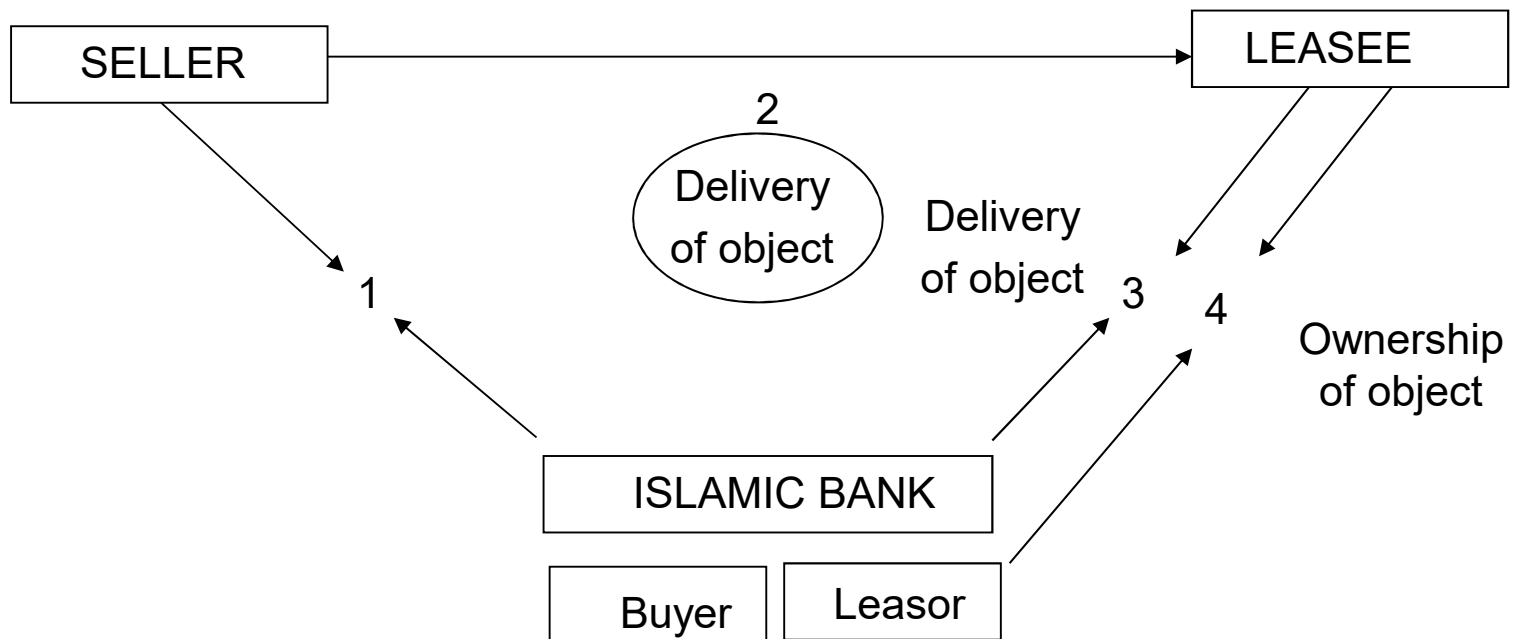 SELLER
LEASEE
2
Delivery
of object
Delivery
of object
1
3
4
Ownership
of object
ISLAMIC BANK
Buyer
Leasor